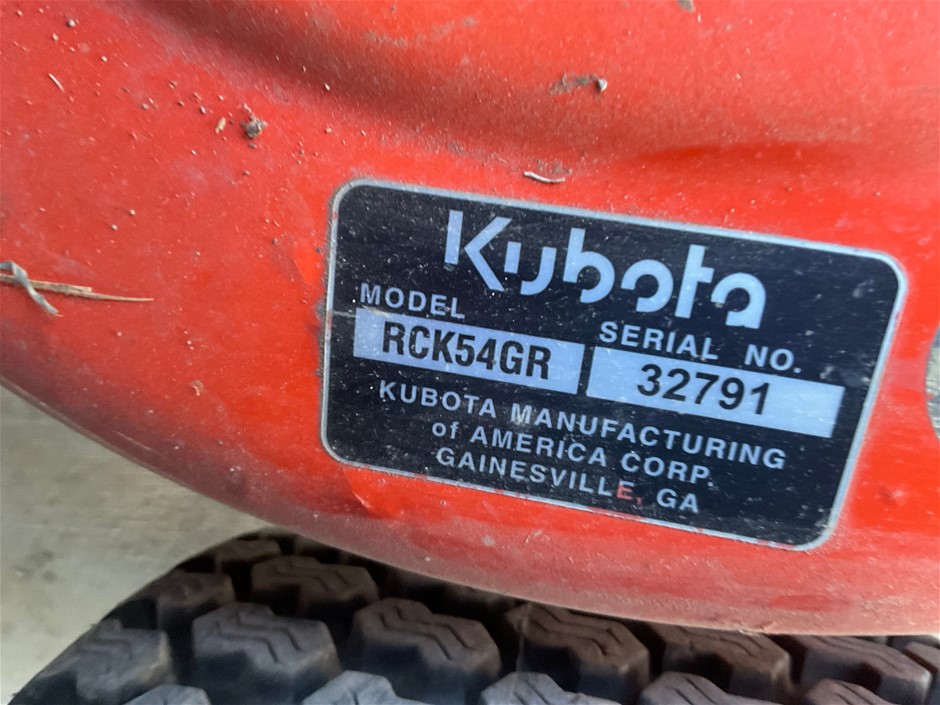 Kubota
MODEL
SERIAL NO.
RCK54GR
32791
KUBOTA MANUFACTURING
of AMERICA CORP.
GAINESVILLE, GA